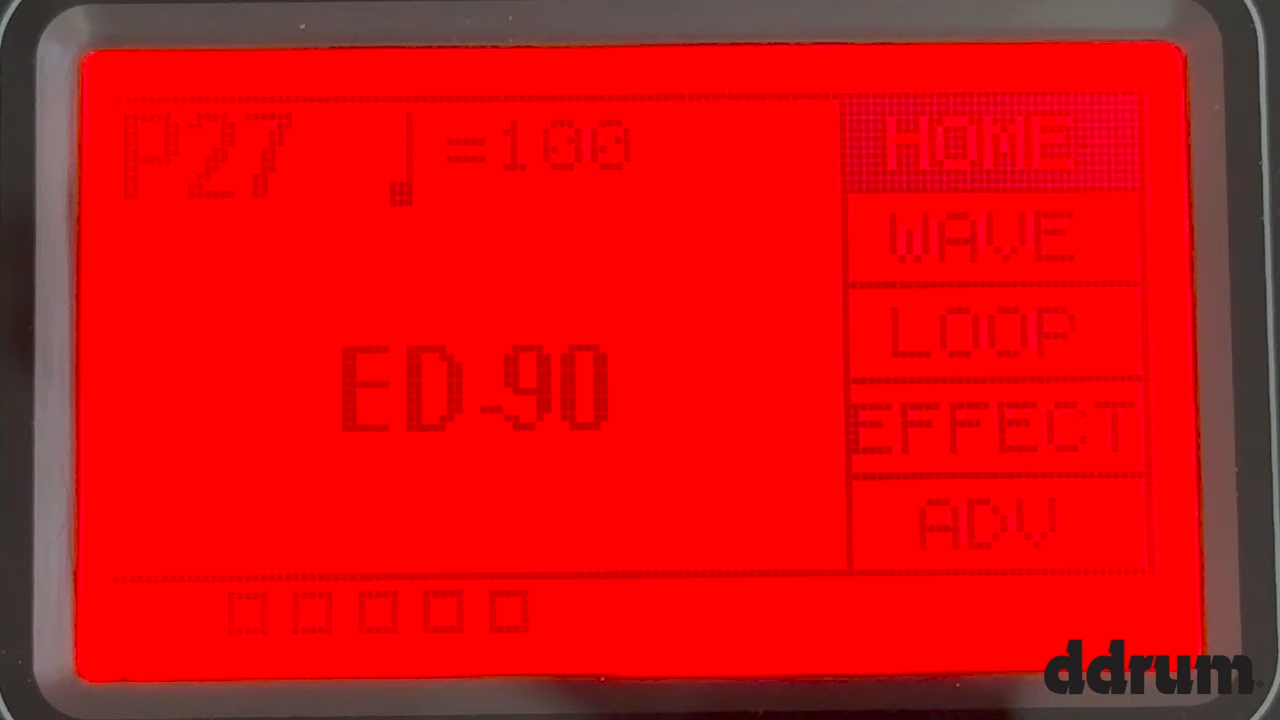 P27 ♩=100
HOME
WAVE
LOOP
ED-90
EFFECT
ADV
ddrum